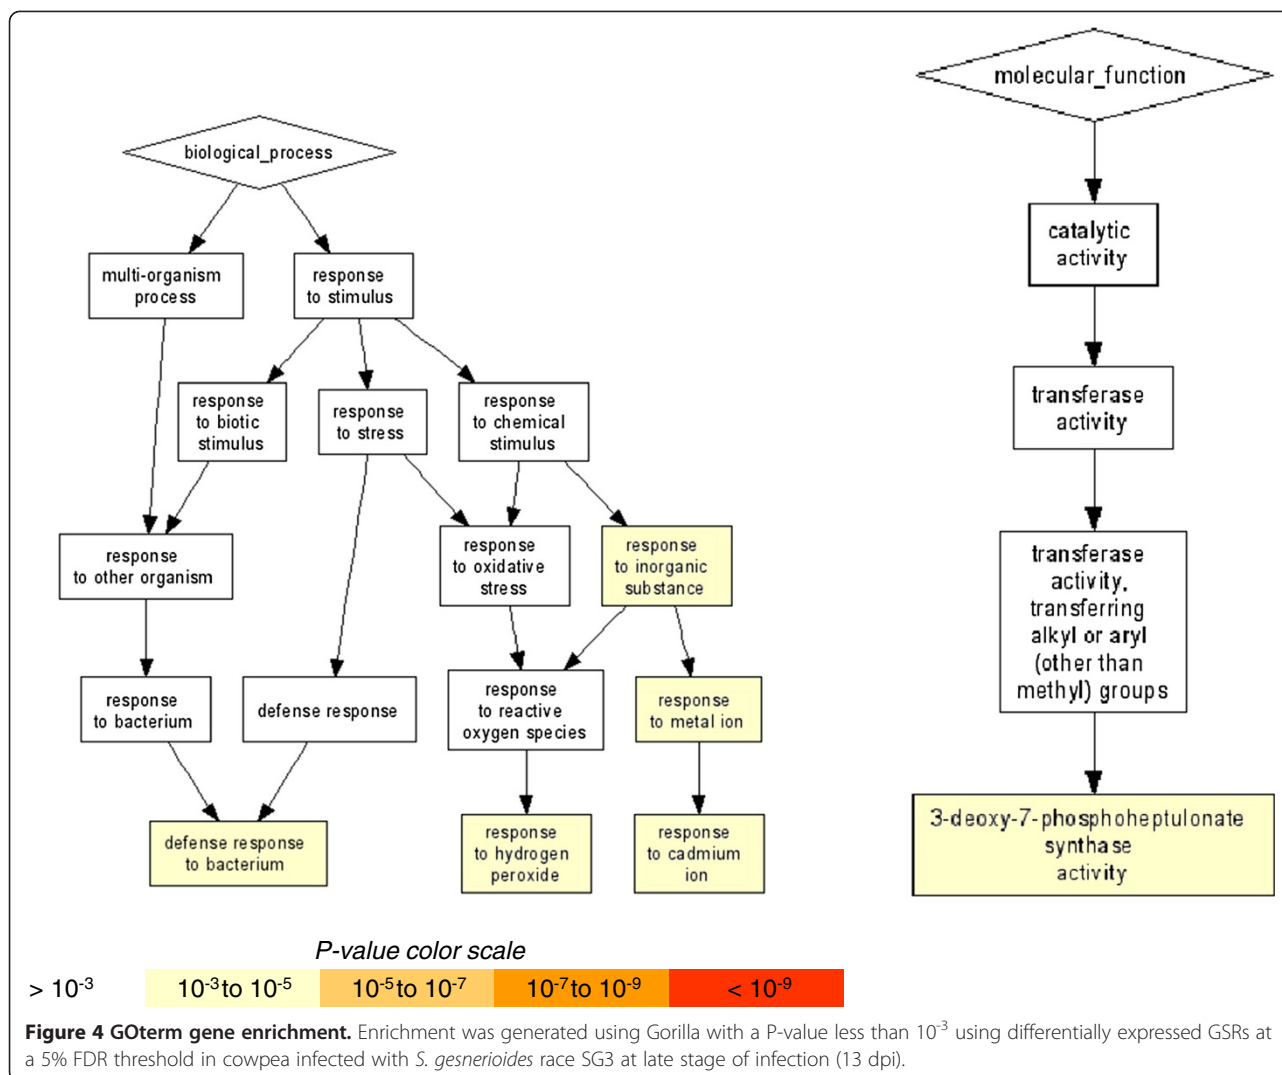 biological_process
multi-organism
process
response
to stimulus
response
to biotic
stimulus
response
to stress
response
to chemical
stimulus
response
to other organism
response
to oxidative
stress
response
to inorganic
substance
response
to bacterium
defense response
response
to reactive
oxygen species
response
to metal ion
defense response
to bacterium
response
to hydrogen
peroxide
response
to cadmium
ion
molecular_function
catalytic
activity
transferase
activity
transferase
activity,
transferring
alkyl or aryl
(other than
methyl) groups
3-deoxy-7-phosphoheptulonate
synthase
activity
P-value color scale
> 10⁻³ 10⁻³ to 10⁻⁵ 10⁻⁵ to 10⁻⁷ 10⁻⁷ to 10⁻⁹ < 10⁻⁹
Figure 4 GOterm gene enrichment. Enrichment was generated using Gorilla with a P-value less than 10⁻³ using differentially expressed GSRs at
a 5% FDR threshold in cowpea infected with S. gesnerioides race SG3 at late stage of infection (13 dpi).